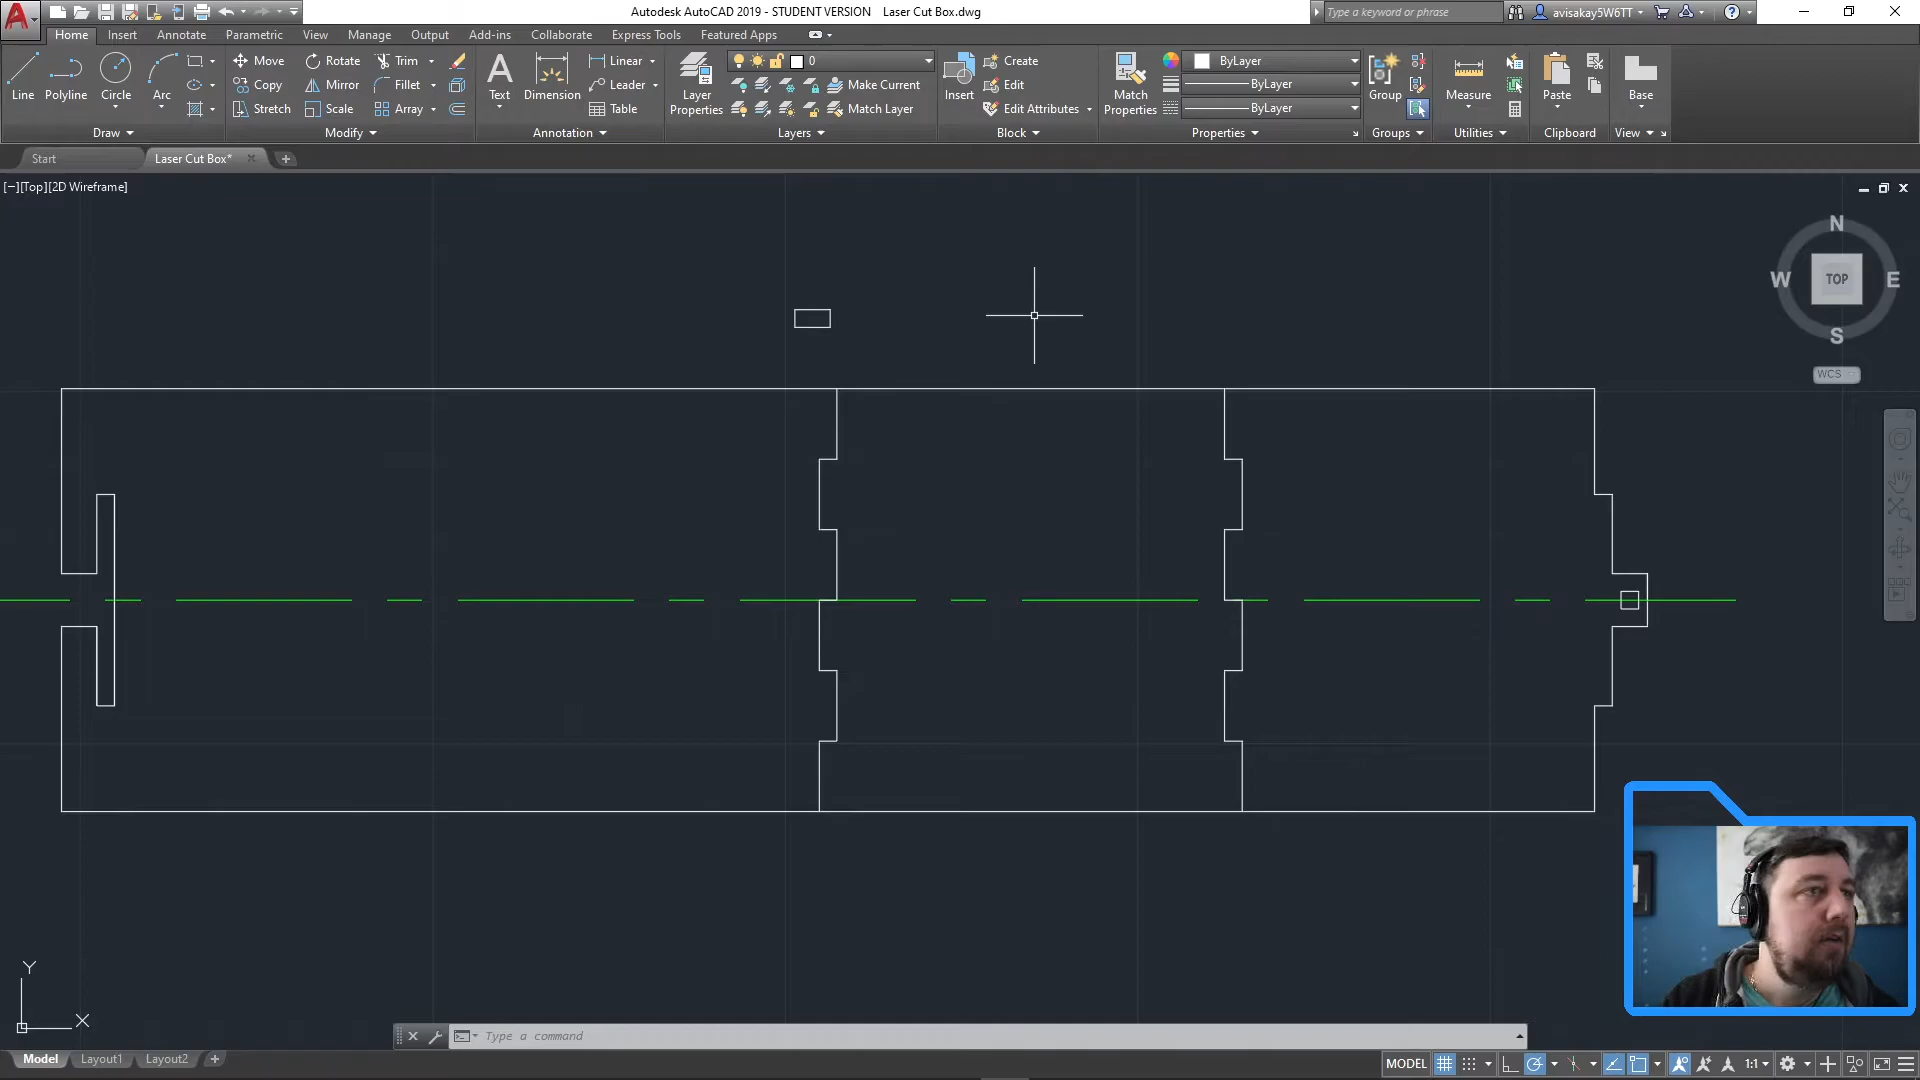 Autodesk AutoCAD 2019 - STUDENT VERSION Laser Cut Box.dwg
Type a keyword or phrase
avisakay5W6TT
Home Insert Annotate Parametric View Manage Output Add-ins Collaborate Express Tools Featured Apps
Line Polyline Circle Arc
Move Rotate Trim
Copy Mirror Fillet
Stretch Scale Array
Text Dimension
Linear
Leader
Table
Layer Properties
0
Make Current
Match Layer
Insert
Create
Edit
Edit Attributes
Match Properties
ByLayer
ByLayer
ByLayer
Group
Measure
Paste
Base
Draw Modify Annotation Layers Block Properties Groups Utilities Clipboard View
Start Laser Cut Box*
[−][Top][2D Wireframe]
N
W TOP E
S
WCS
Y
X
Type a command
Model Layout1 Layout2
MODEL 1:1